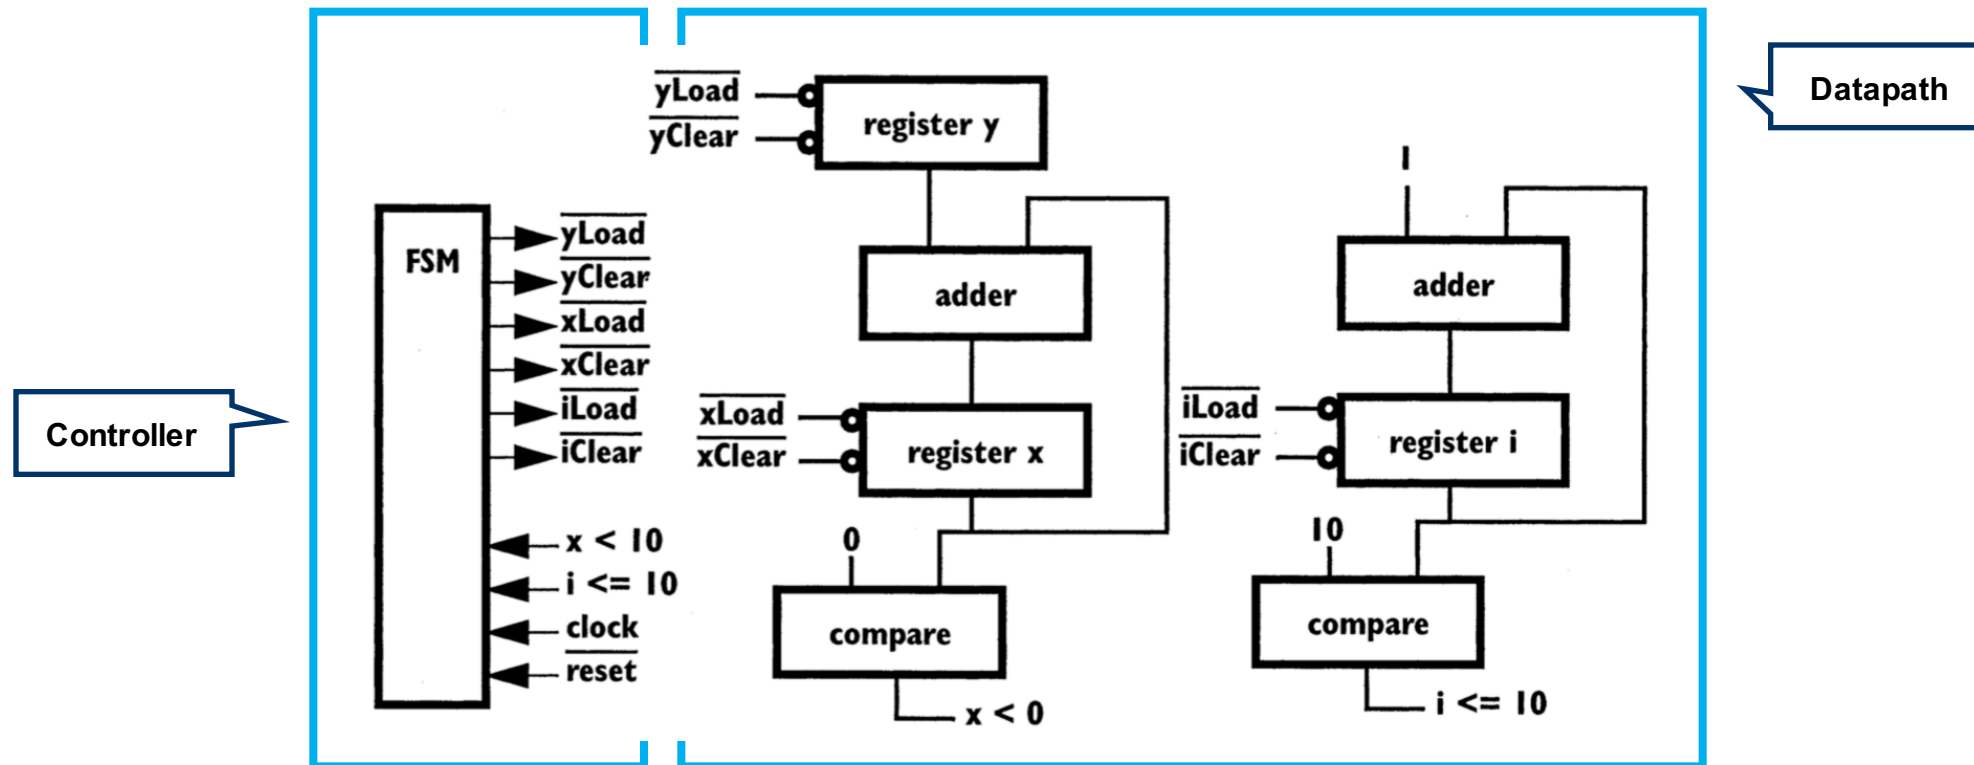 Controller
FSM
yLoad
yClear
xLoad
xClear
iLoad
iClear
x < 10
i <= 10
clock
reset
yLoad
yClear
register y
adder
xLoad
xClear
register x
0
compare
x < 0
1
adder
iLoad
iClear
register i
10
compare
i <= 10
Datapath